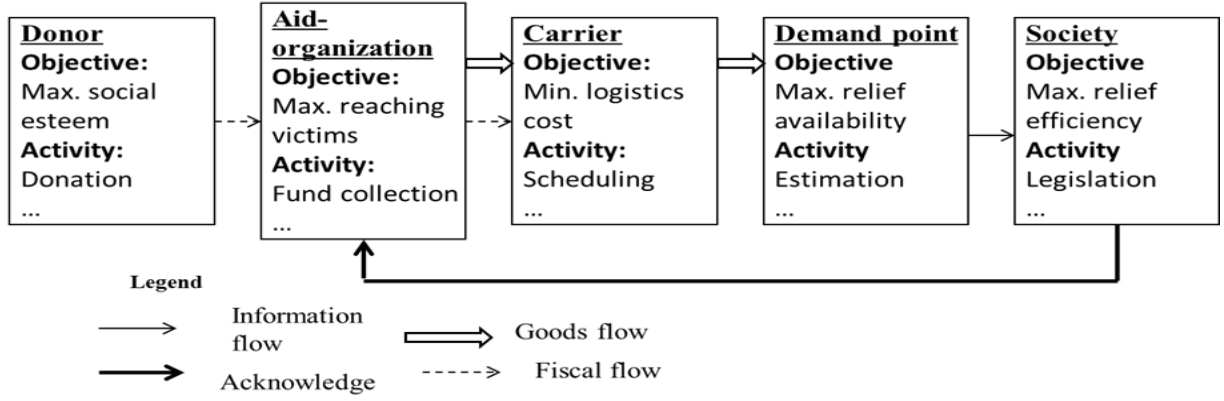 Donor
Objective:
Max. social
esteem
Activity:
Donation
...
Aid-
organization
Objective:
Max. reaching
victims
Activity:
Fund collection
...
Carrier
Objective:
Min. logistics
cost
Activity:
Scheduling
...
Demand point
Objective
Max. relief
availability
Activity
Estimation
...
Society
Objective
Max. relief
efficiency
Activity
Legislation
...
Legend
Information
flow
Goods flow
Acknowledge
Fiscal flow